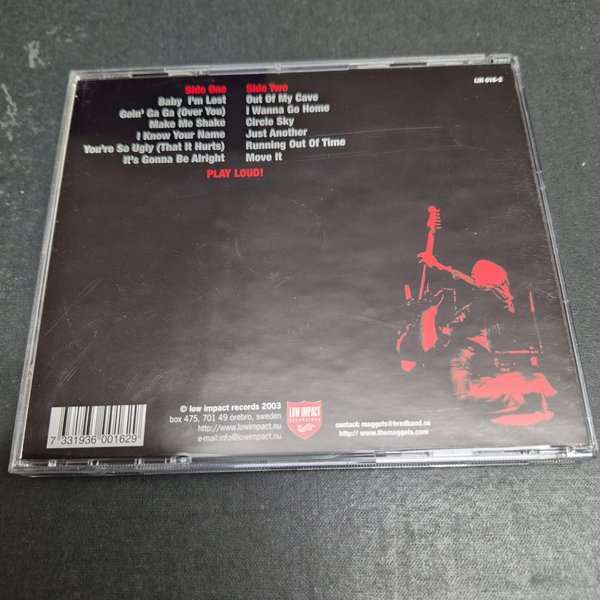 Side One
Baby I'm Lost
Goin' Ga Ga (Over You)
Make Me Shake
I Know Your Name
You're So Ugly (That It Hurts)
It's Gonna Be Alright
Side Two
Out Of My Cave
I Wanna Go Home
Circle Sky
Just Another
Running Out Of Time
Move It
PLAY LOUD!
LIR 016-2
7 331936 001629
© low impact records 2003
box 475, 701 49 örebro, sweden
http://www.lowimpact.nu
e-mail:info@lowimpact.nu
LOW IMPACT
RECORDINGS
contact: maggots@bredband.se
http:// www.themaggots.com